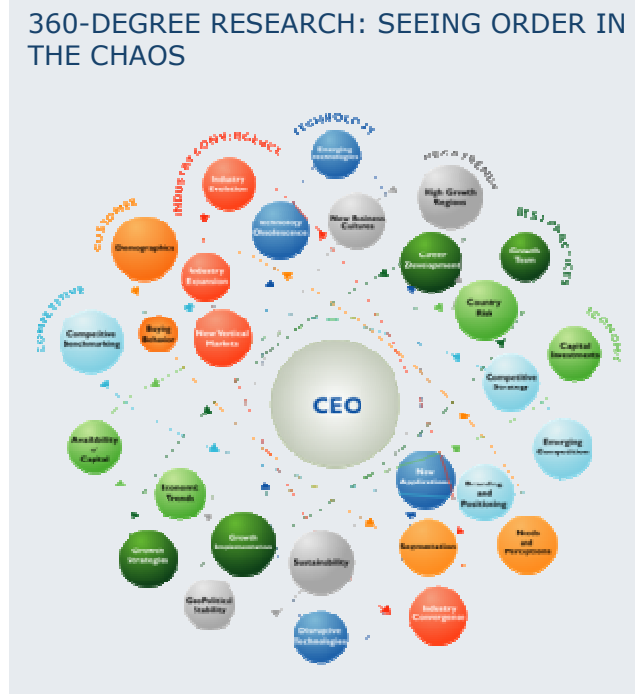 360-DEGREE RESEARCH: SEEING ORDER IN
THE CHAOS
TECHNOLOGY
INDUSTRY CONVERGENCE
MEGA TRENDS
CUSTOMER
BEST PRACTICES
COMPETITIVE
ECONOMY
Emerging
Technologies
Industry
Evolution
High Growth
Regions
Technology
Obsolescence
New Business
Cultures
Demographics
Career
Development
Growth
Team
Industry
Expansion
Country
Risk
Competitive
Benchmarking
Buying
Behavior
New Vertical
Markets
Capital
Investments
Competitive
Strategy
CEO
Availability
of
Capital
Emerging
Competition
Economic
Trends
New
Applications
Branding
and
Positioning
Growth
Strategies
Growth
Implementation
Sustainability
Segmentation
Needs
and
Perceptions
GeoPolitical
Stability
Disruptive
Technologies
Industry
Convergence